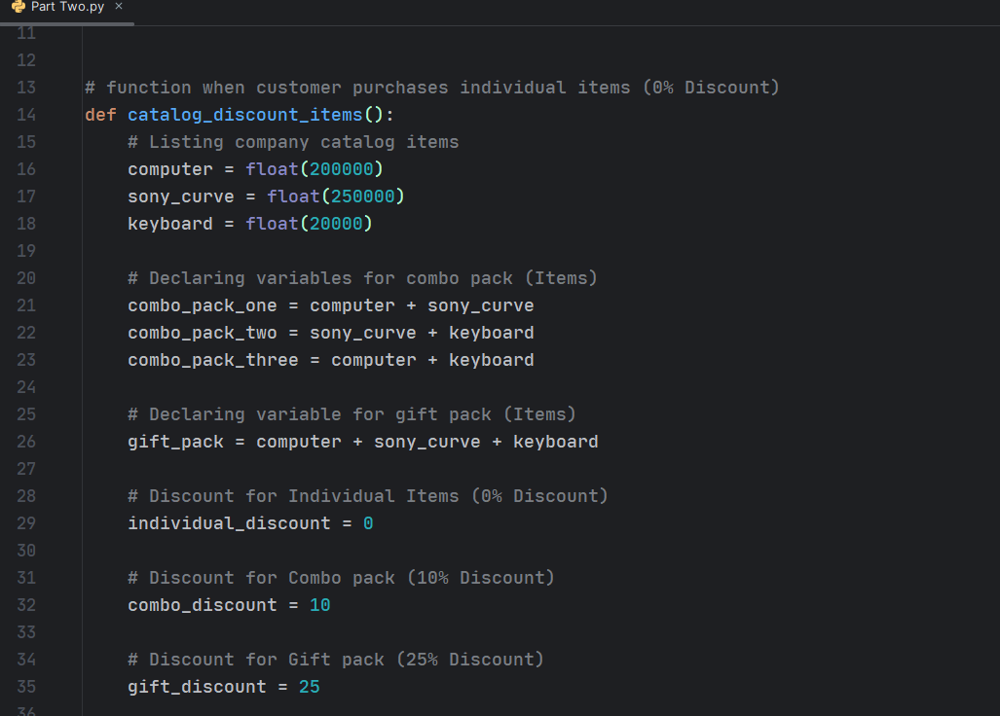 Part Two.py ×
11
12
13 # function when customer purchases individual items (0% Discount)
14 def catalog_discount_items():
15     # Listing company catalog items
16     computer = float(200000)
17     sony_curve = float(250000)
18     keyboard = float(20000)
19
20     # Declaring variables for combo pack (Items)
21     combo_pack_one = computer + sony_curve
22     combo_pack_two = sony_curve + keyboard
23     combo_pack_three = computer + keyboard
24
25     # Declaring variable for gift pack (Items)
26     gift_pack = computer + sony_curve + keyboard
27
28     # Discount for Individual Items (0% Discount)
29     individual_discount = 0
30
31     # Discount for Combo pack (10% Discount)
32     combo_discount = 10
33
34     # Discount for Gift pack (25% Discount)
35     gift_discount = 25
36